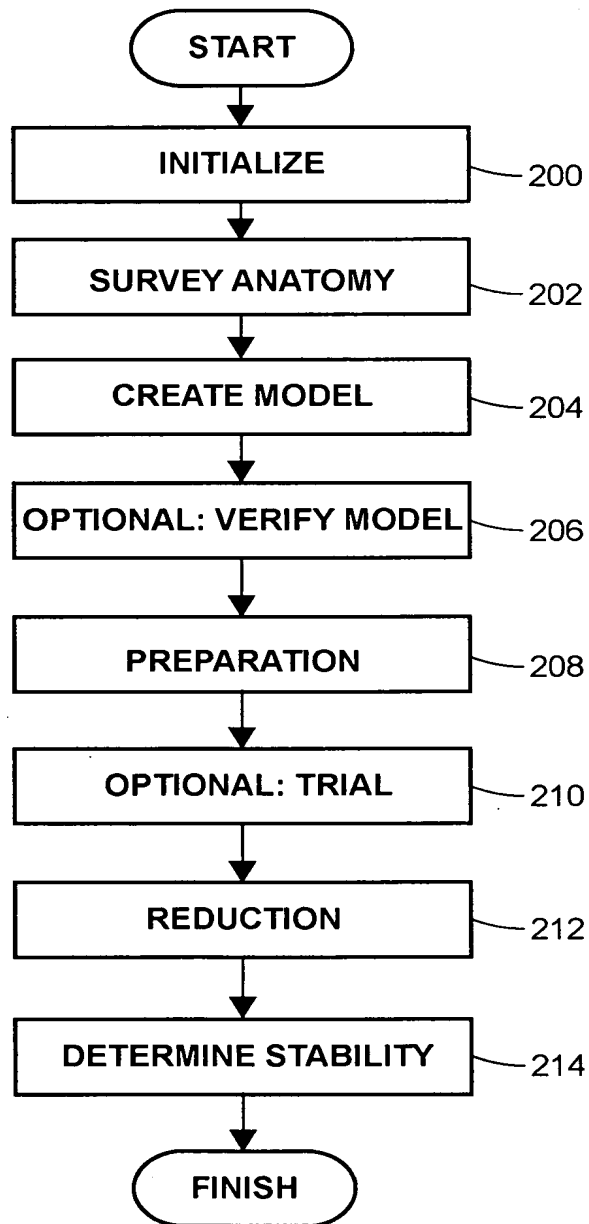 START
INITIALIZE
200
SURVEY ANATOMY
202
CREATE MODEL
204
OPTIONAL: VERIFY MODEL
206
PREPARATION
208
OPTIONAL: TRIAL
210
REDUCTION
212
DETERMINE STABILITY
214
FINISH